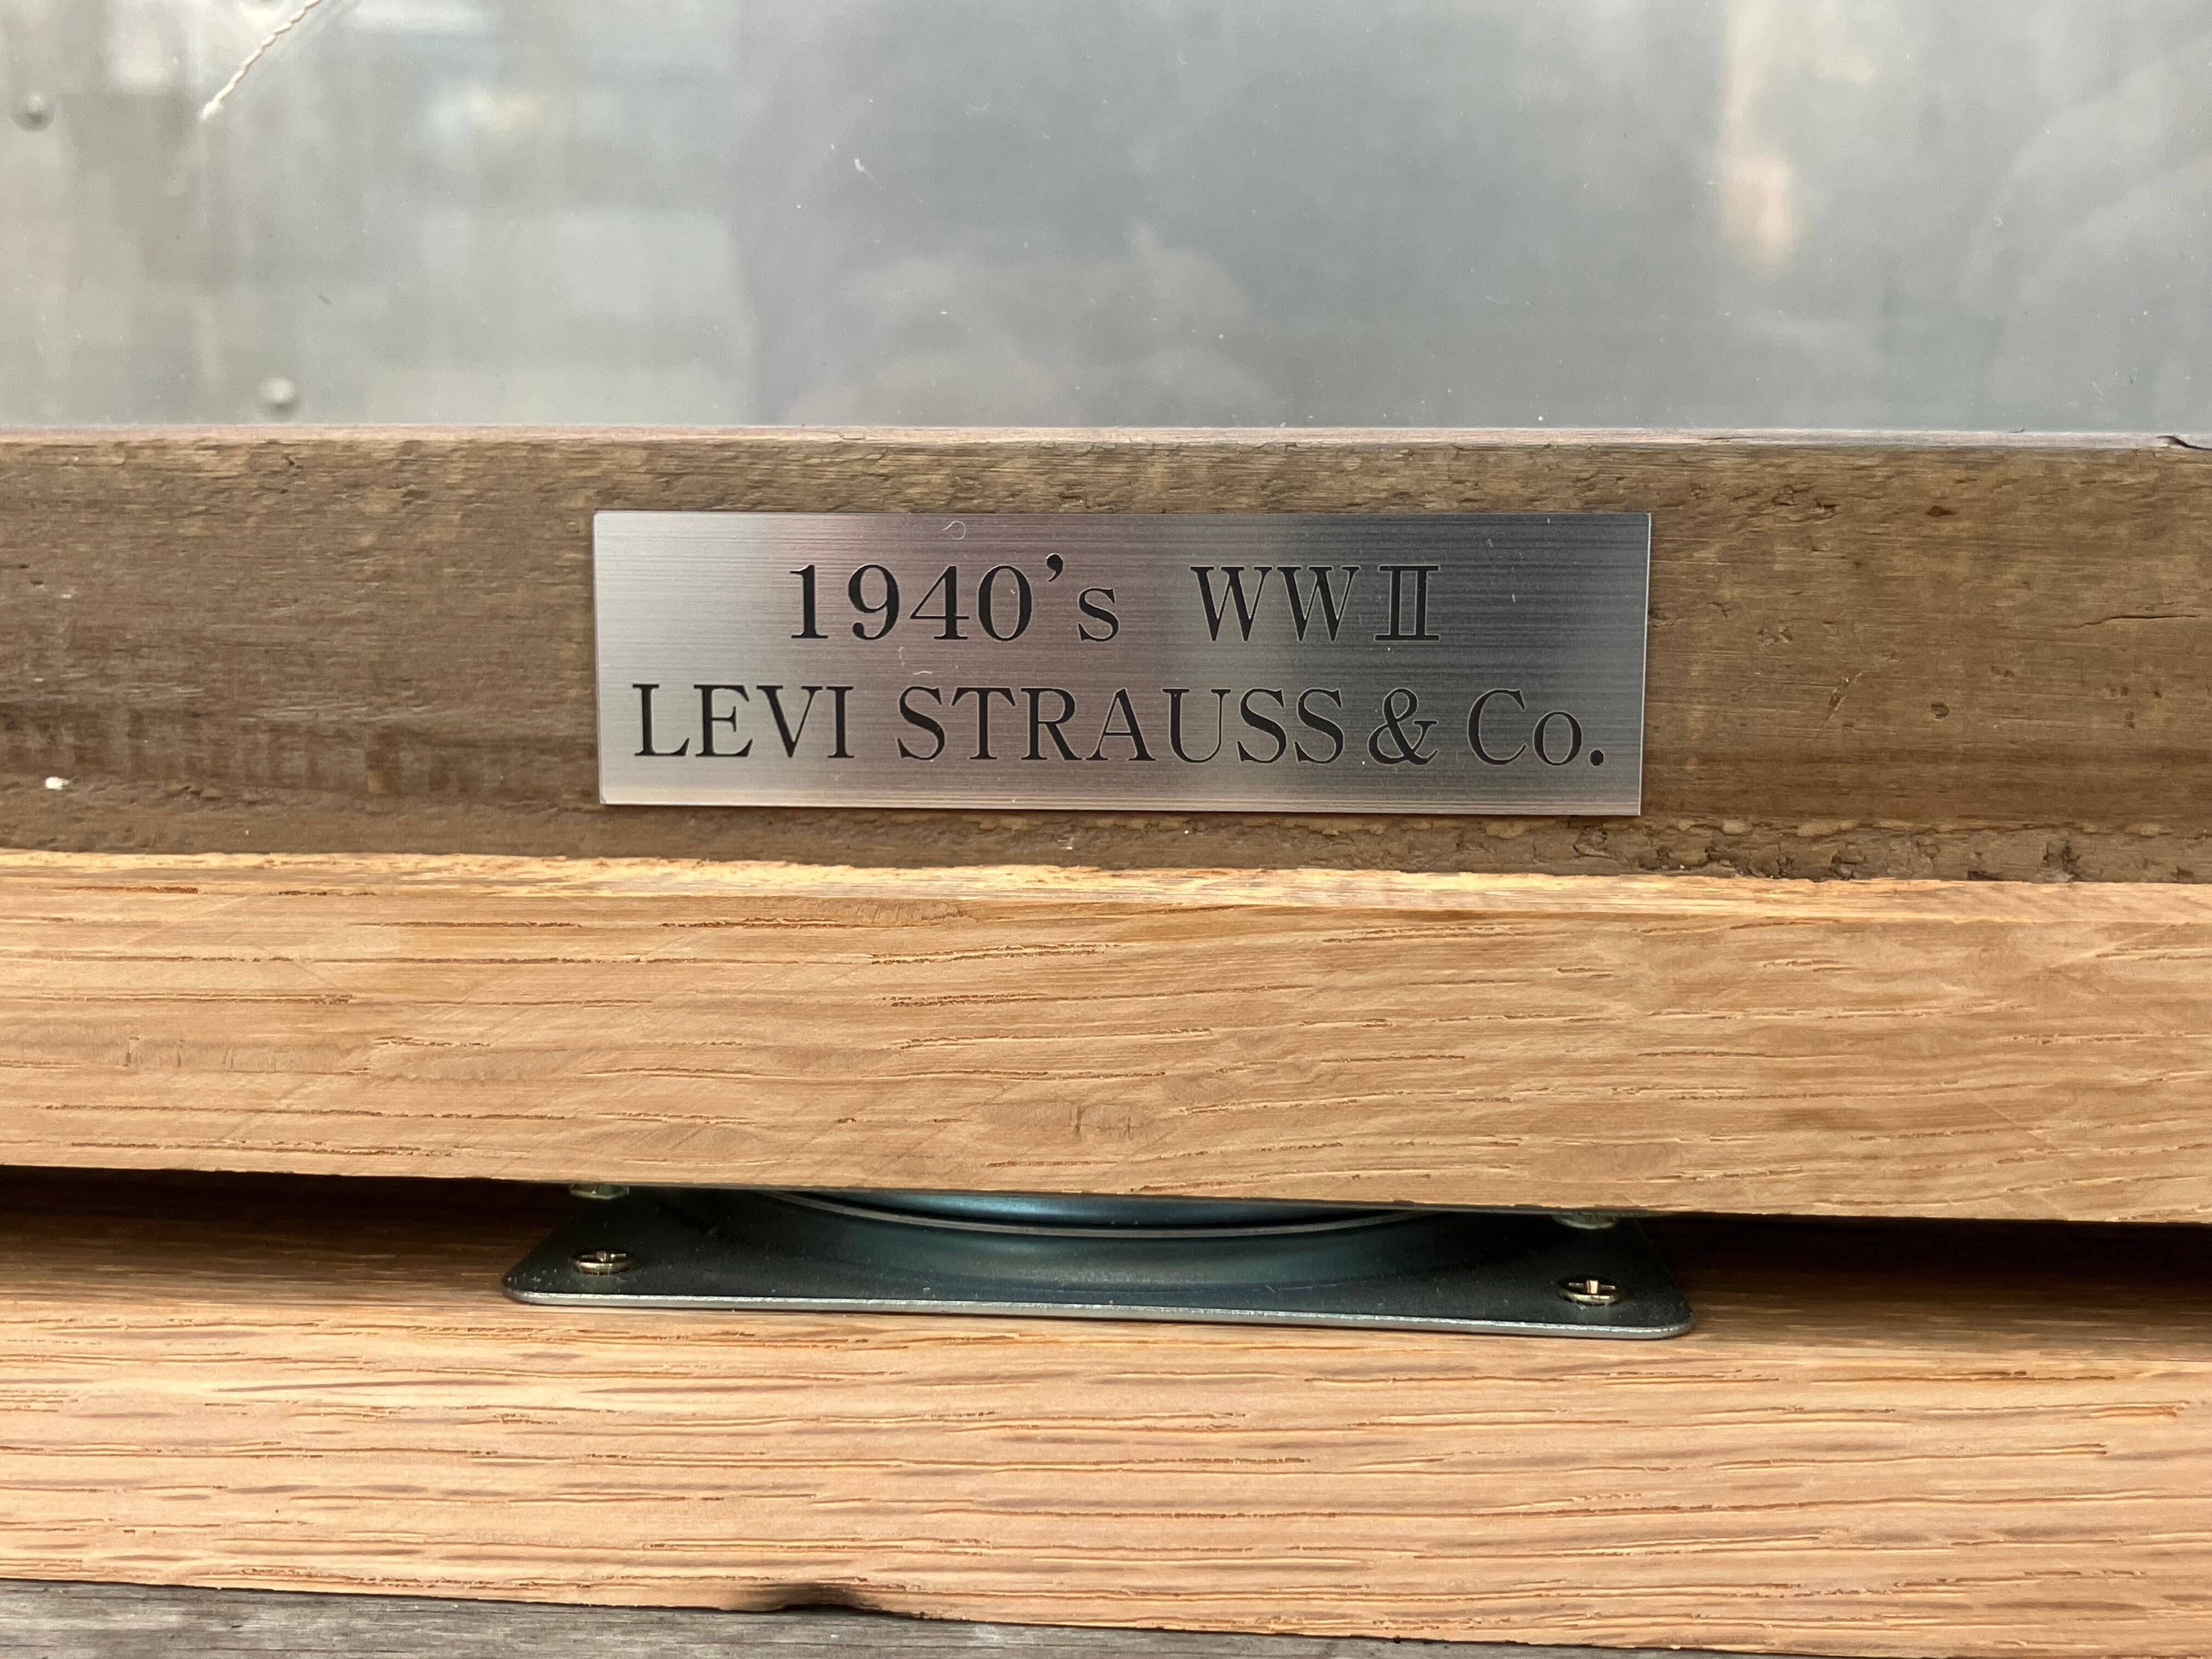 1940's WWⅡ
LEVI STRAUSS & Co.